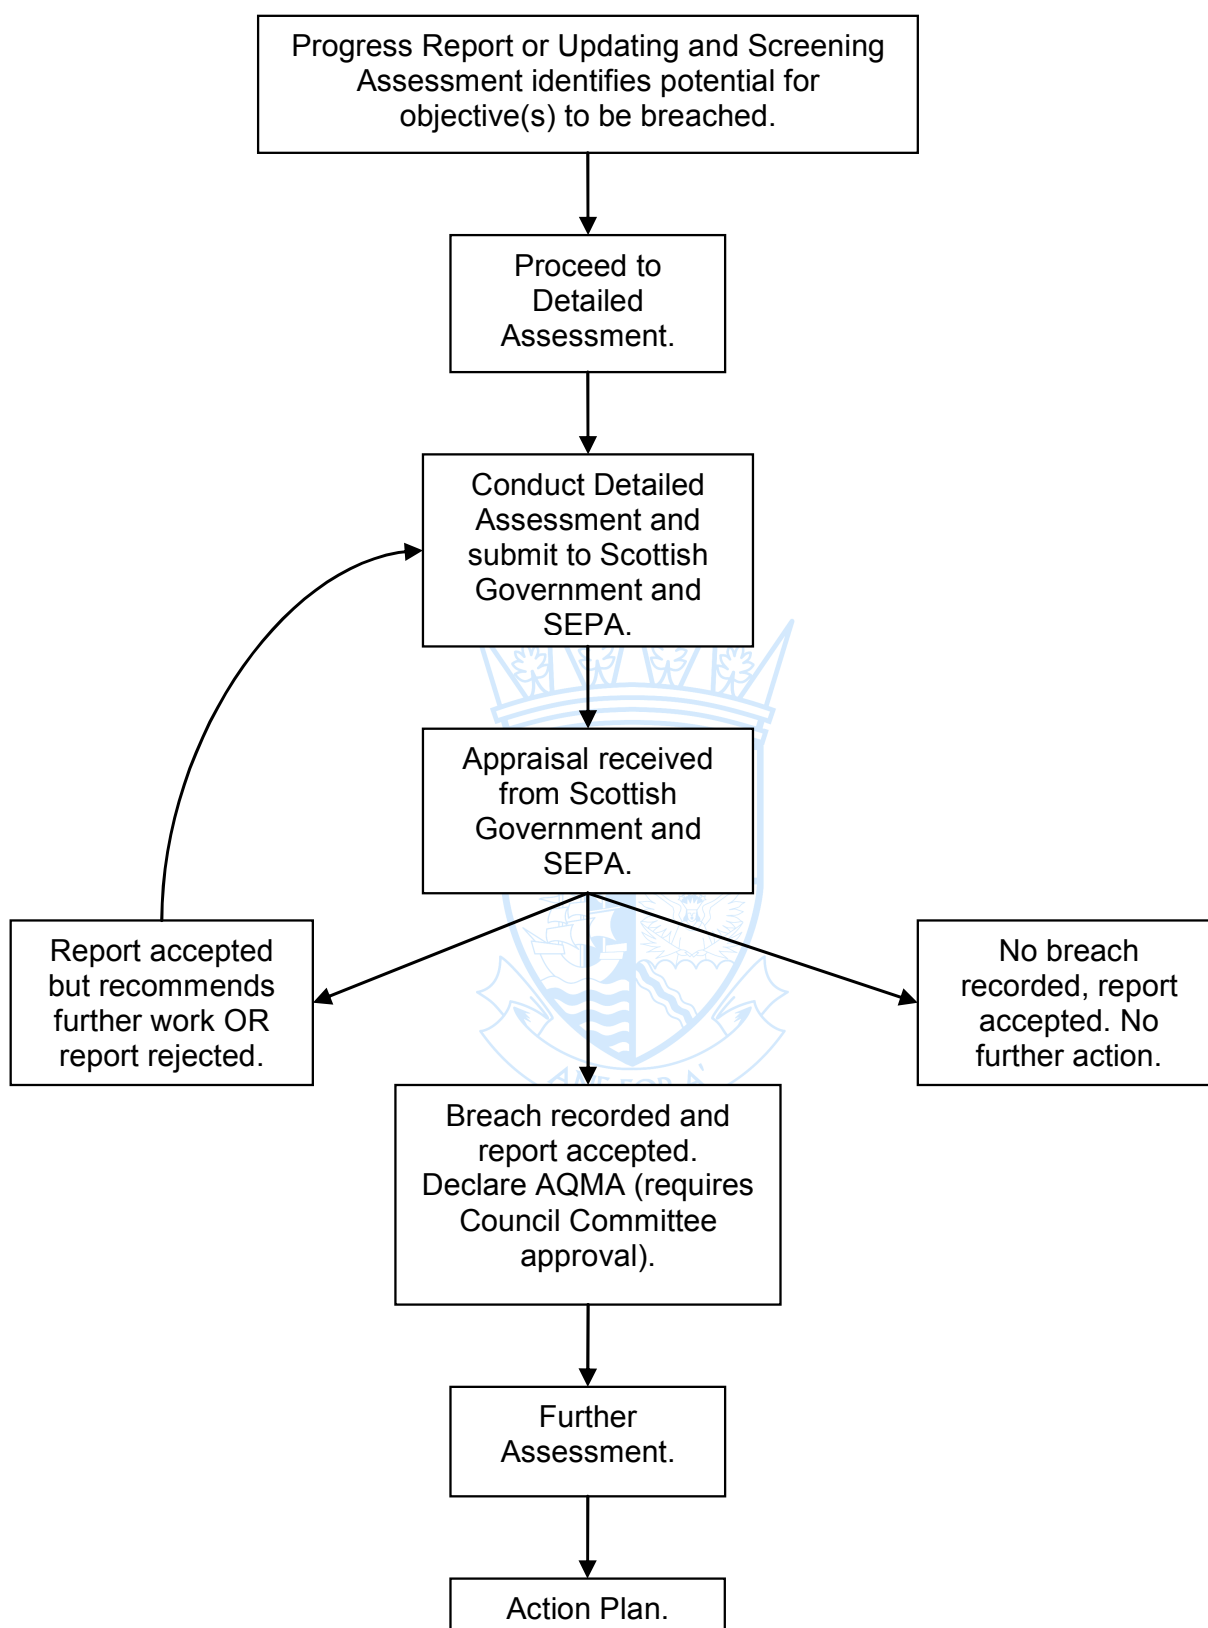 Progress Report or Updating and Screening
Assessment identifies potential for
objective(s) to be breached.
Proceed to
Detailed
Assessment.
Conduct Detailed
Assessment and
submit to Scottish
Government and
SEPA.
Appraisal received
from Scottish
Government and
SEPA.
Report accepted
but recommends
further work OR
report rejected.
No breach
recorded, report
accepted. No
further action.
ANE FOR A'
Breach recorded and
report accepted.
Declare AQMA (requires
Council Committee
approval).
Further
Assessment.
Action Plan.